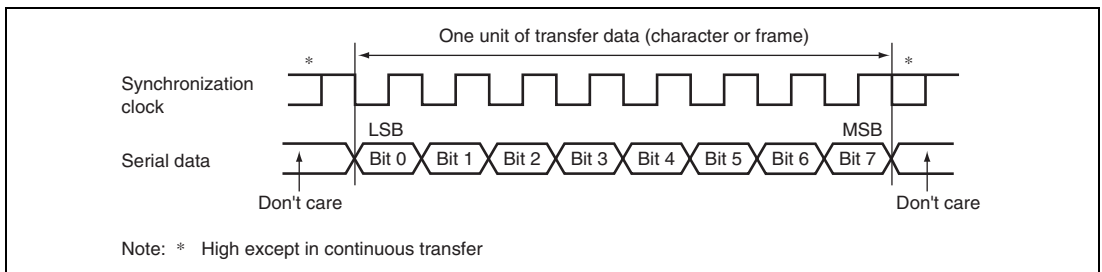 One unit of transfer data (character or frame)
*
*
Synchronization
clock
LSB
MSB
Serial data
Bit 0 Bit 1 Bit 2 Bit 3 Bit 4 Bit 5 Bit 6 Bit 7
Don't care
Don't care
Note: * High except in continuous transfer